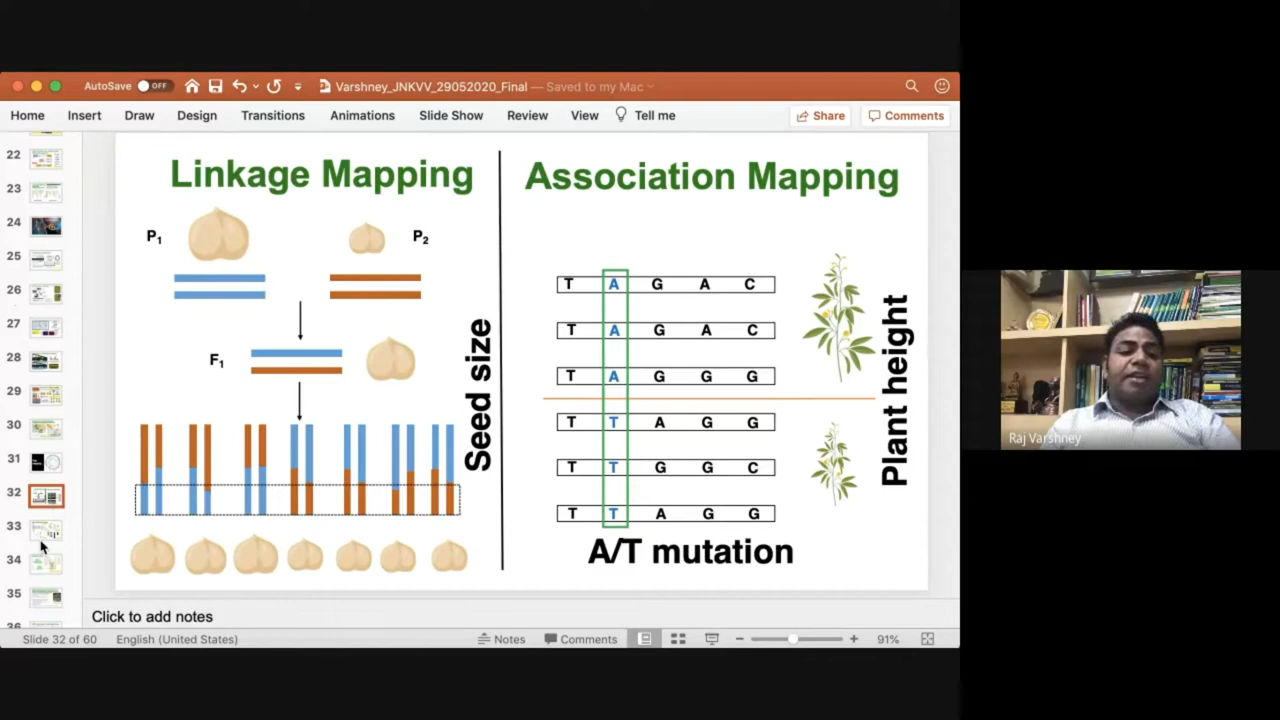 AutoSave OFF Varshney_JNKVV_29052020_Final — Saved to my Mac
Home Insert Draw Design Transitions Animations Slide Show Review View Tell me Share Comments
22
23
24
25
26
27
28
29
30
31
32
33
34
35
Linkage Mapping
P1
P2
F1
Seed size
Association Mapping
T A G A C
T A G A C
T A G G G
T T A G G
T T G G C
T T A G G
Plant height
A/T mutation
Click to add notes
Slide 32 of 60 English (United States) Notes Comments 91%
Raj Varshney